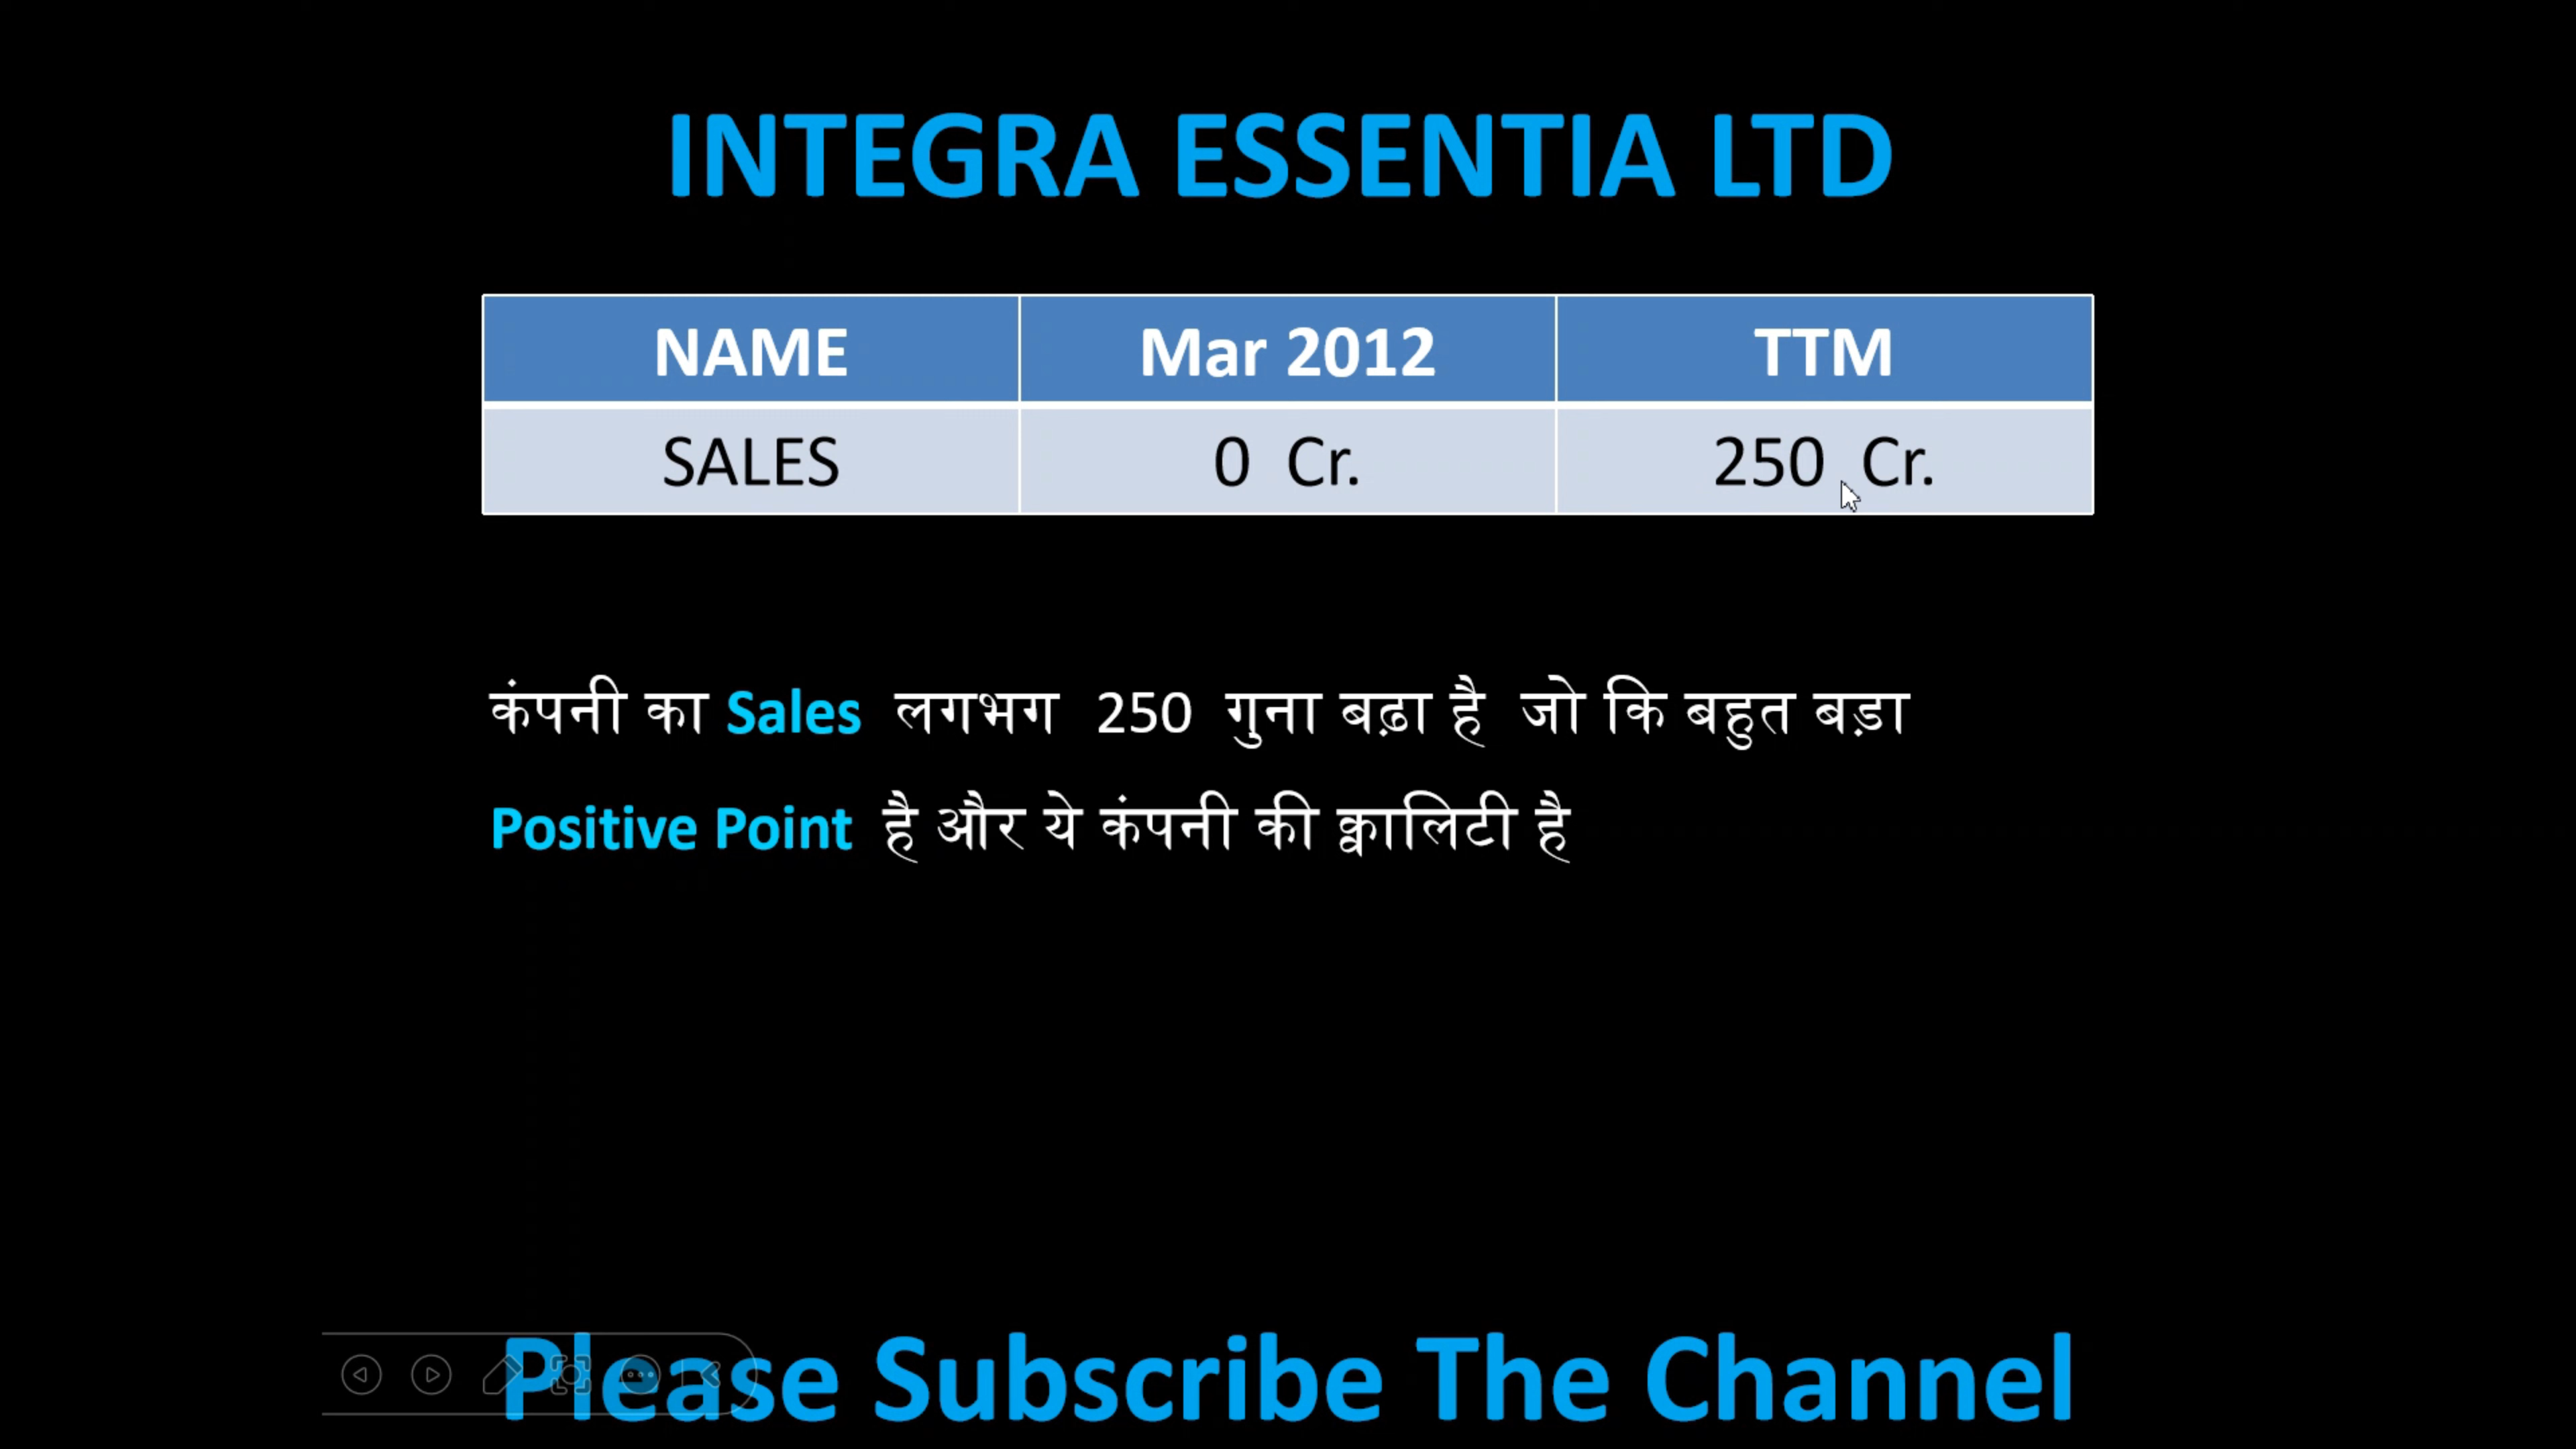 INTEGRA ESSENTIA LTD
NAME Mar 2012 TTM
SALES 0 Cr. 250 Cr.
कंपनी का Sales लगभग 250 गुना बढ़ा है जो कि बहुत बड़ा
Positive Point है और ये कंपनी की क्वालिटी है
Please Subscribe The Channel